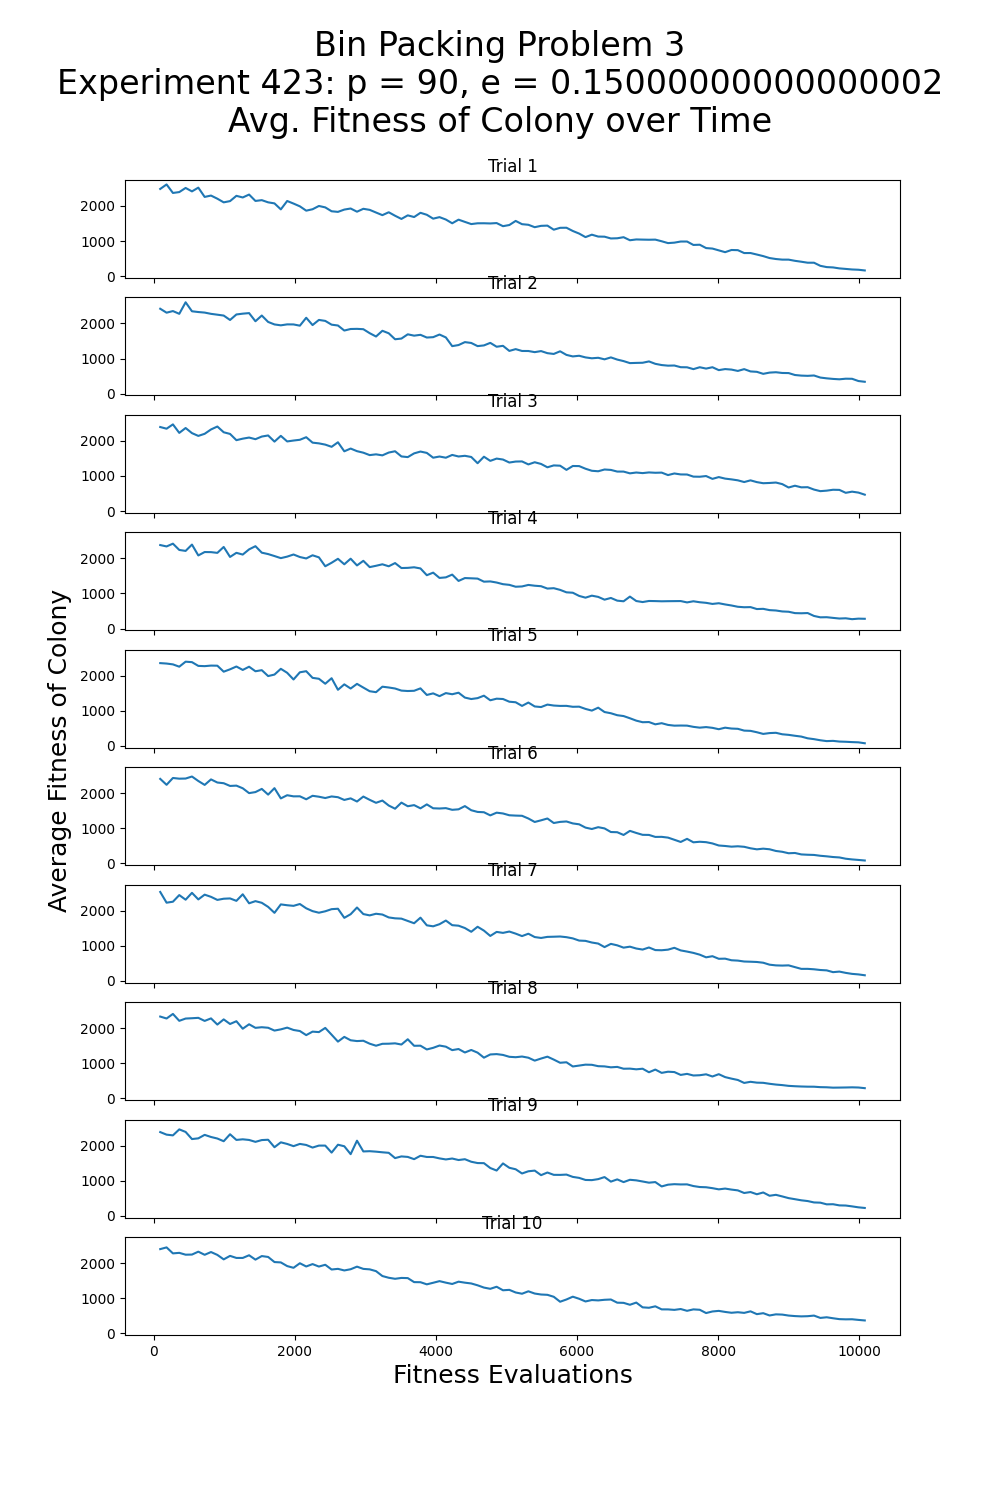 Bin Packing Problem 3
Experiment 423: p = 90, e = 0.15000000000000002
Avg. Fitness of Colony over Time
Trial 1
2000
1000
0
Trial 2
2000
1000
0
Trial 3
2000
1000
0
Trial 4
2000
1000
0
Trial 5
2000
1000
0
Trial 6
2000
1000
0
Trial 7
2000
1000
0
Trial 8
2000
1000
0
Trial 9
2000
1000
0
Trial 10
2000
1000
0
0 2000 4000 6000 8000 10000
Fitness Evaluations
Average Fitness of Colony